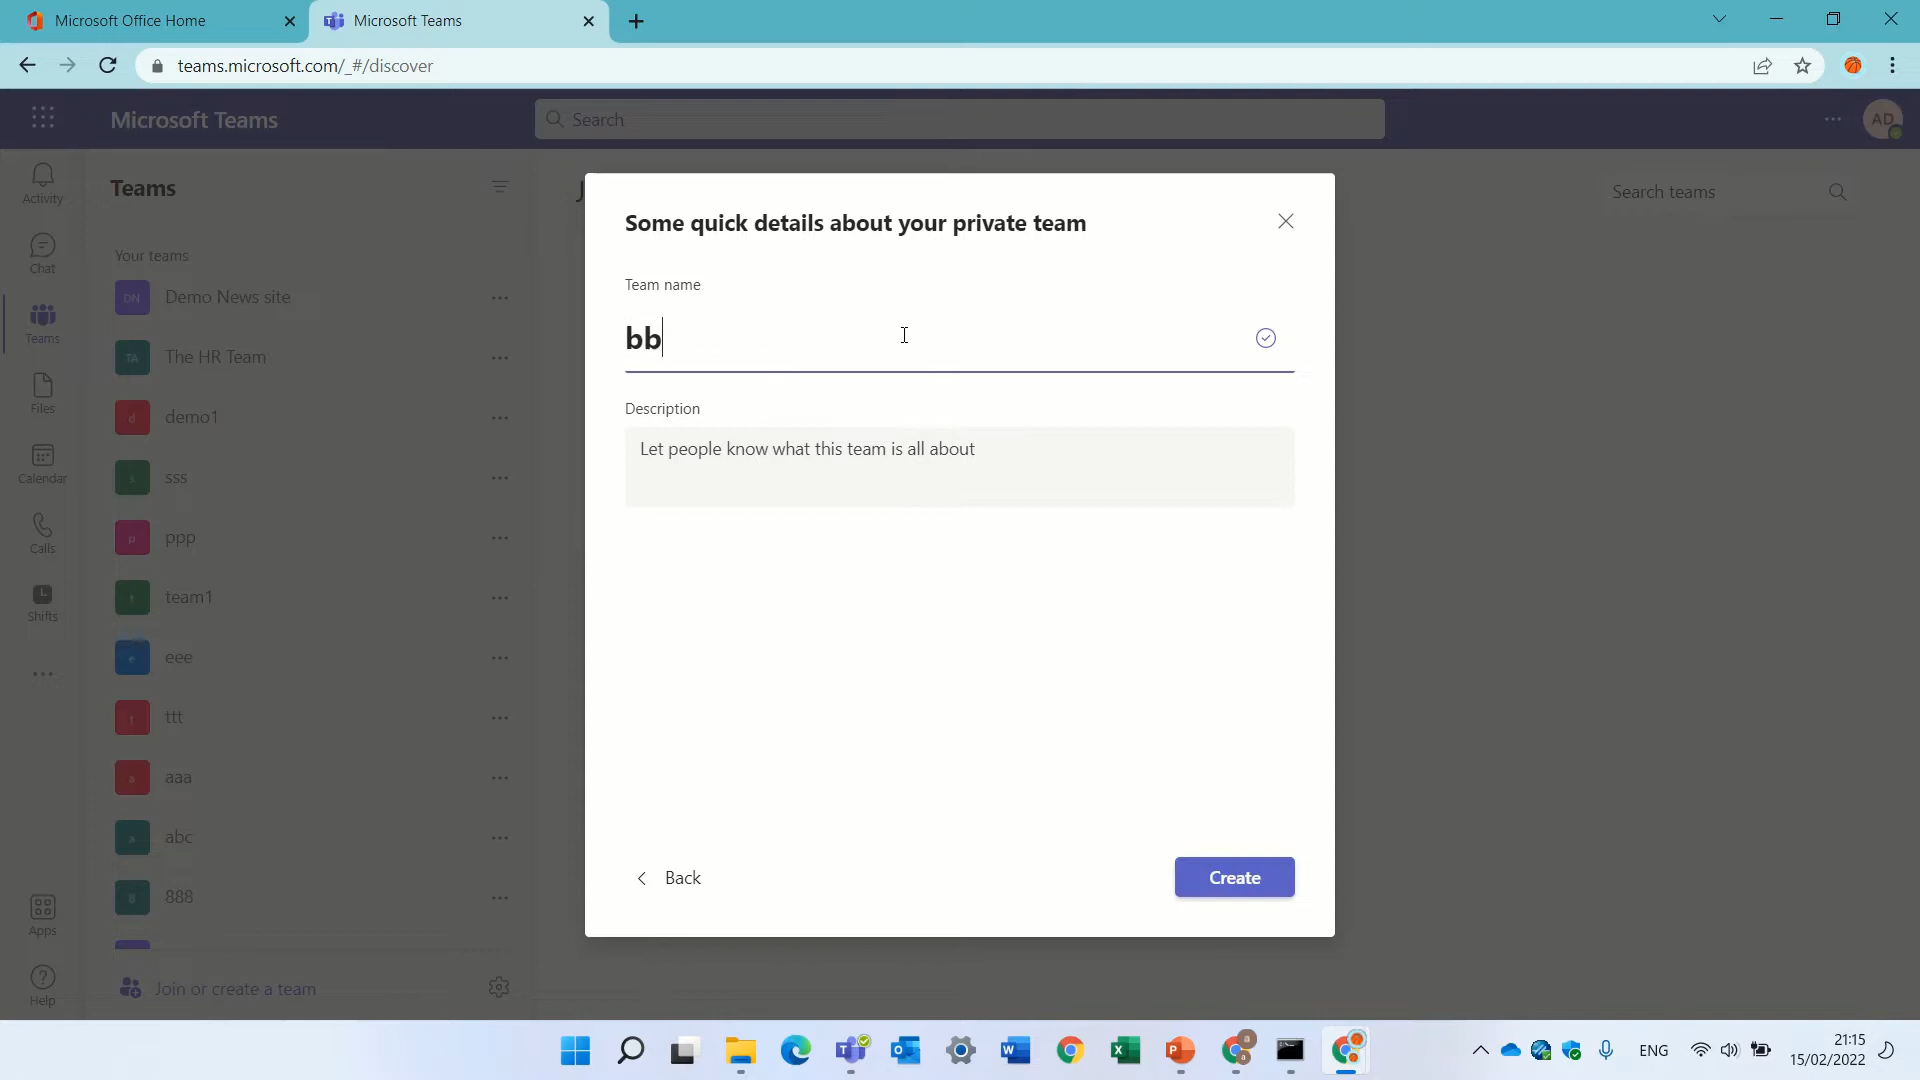 Microsoft Office Home
Microsoft Teams
teams.microsoft.com/_#/discover
Microsoft Teams
Search
AD
Activity
Chat
Teams
Files
Calendar
Calls
Shifts
Apps
Help
Teams
Your teams
DN Demo News site
TA The HR Team
d demo1
s sss
p ppp
t team1
e eee
t ttt
a aaa
a abc
8 888
Join or create a team
J
Search teams
Some quick details about your private team
Team name
bb
Description
Let people know what this team is all about
Back
Create
ENG
21:15
15/02/2022